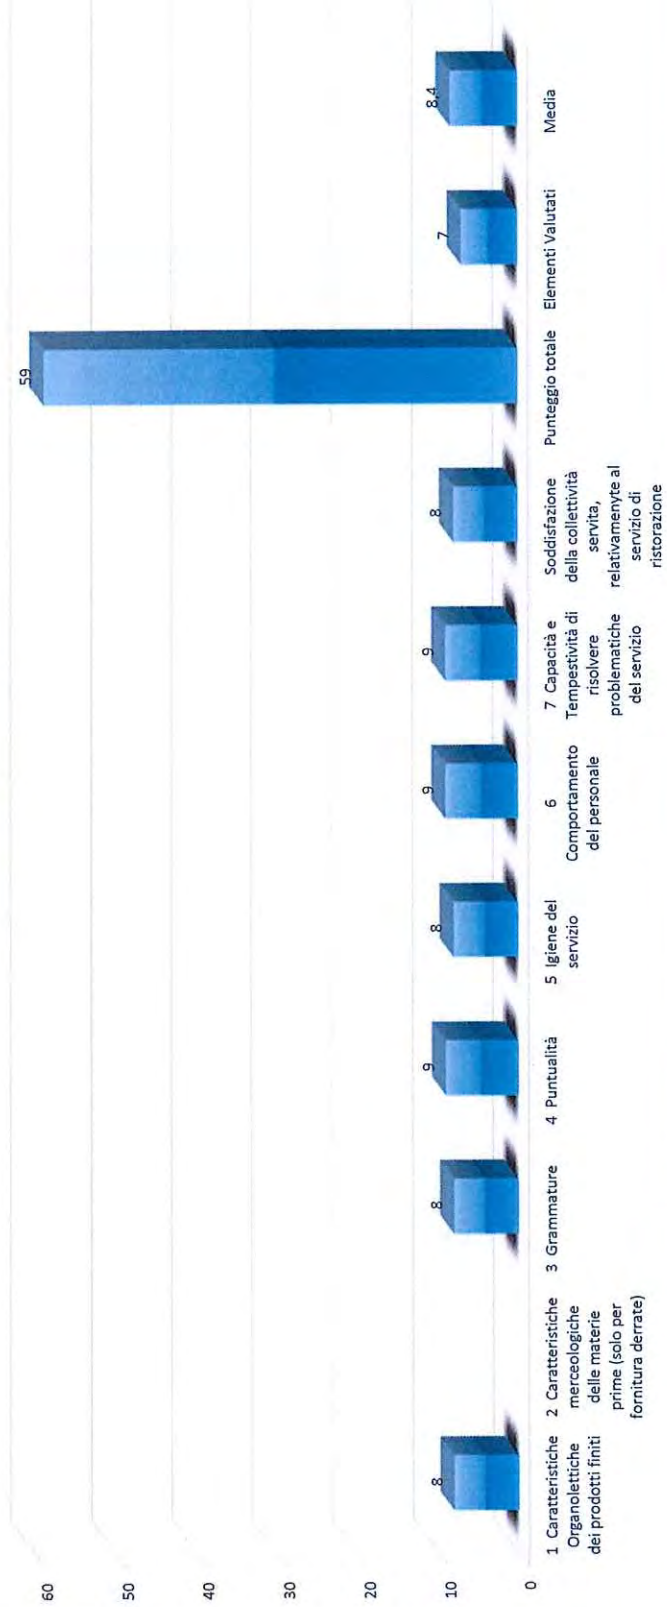 60
50
40
30
20
10
0
8
8
9
8
9
9
8
59
7
8,4
1 Caratteristiche
Organolettiche
dei prodotti finiti
2 Caratteristiche
merceologiche
delle materie
prime (solo per
fornitura derrate)
3 Grammature
4 Puntualità
5 Igiene del
servizio
6
Comportamento
del personale
7 Capacità e
Tempestività di
risolvere
problematiche
del servizio
Soddisfazione
della collettività
servita,
relativamenyte al
servizio di
ristorazione
Punteggio totale
Elementi Valutati
Media